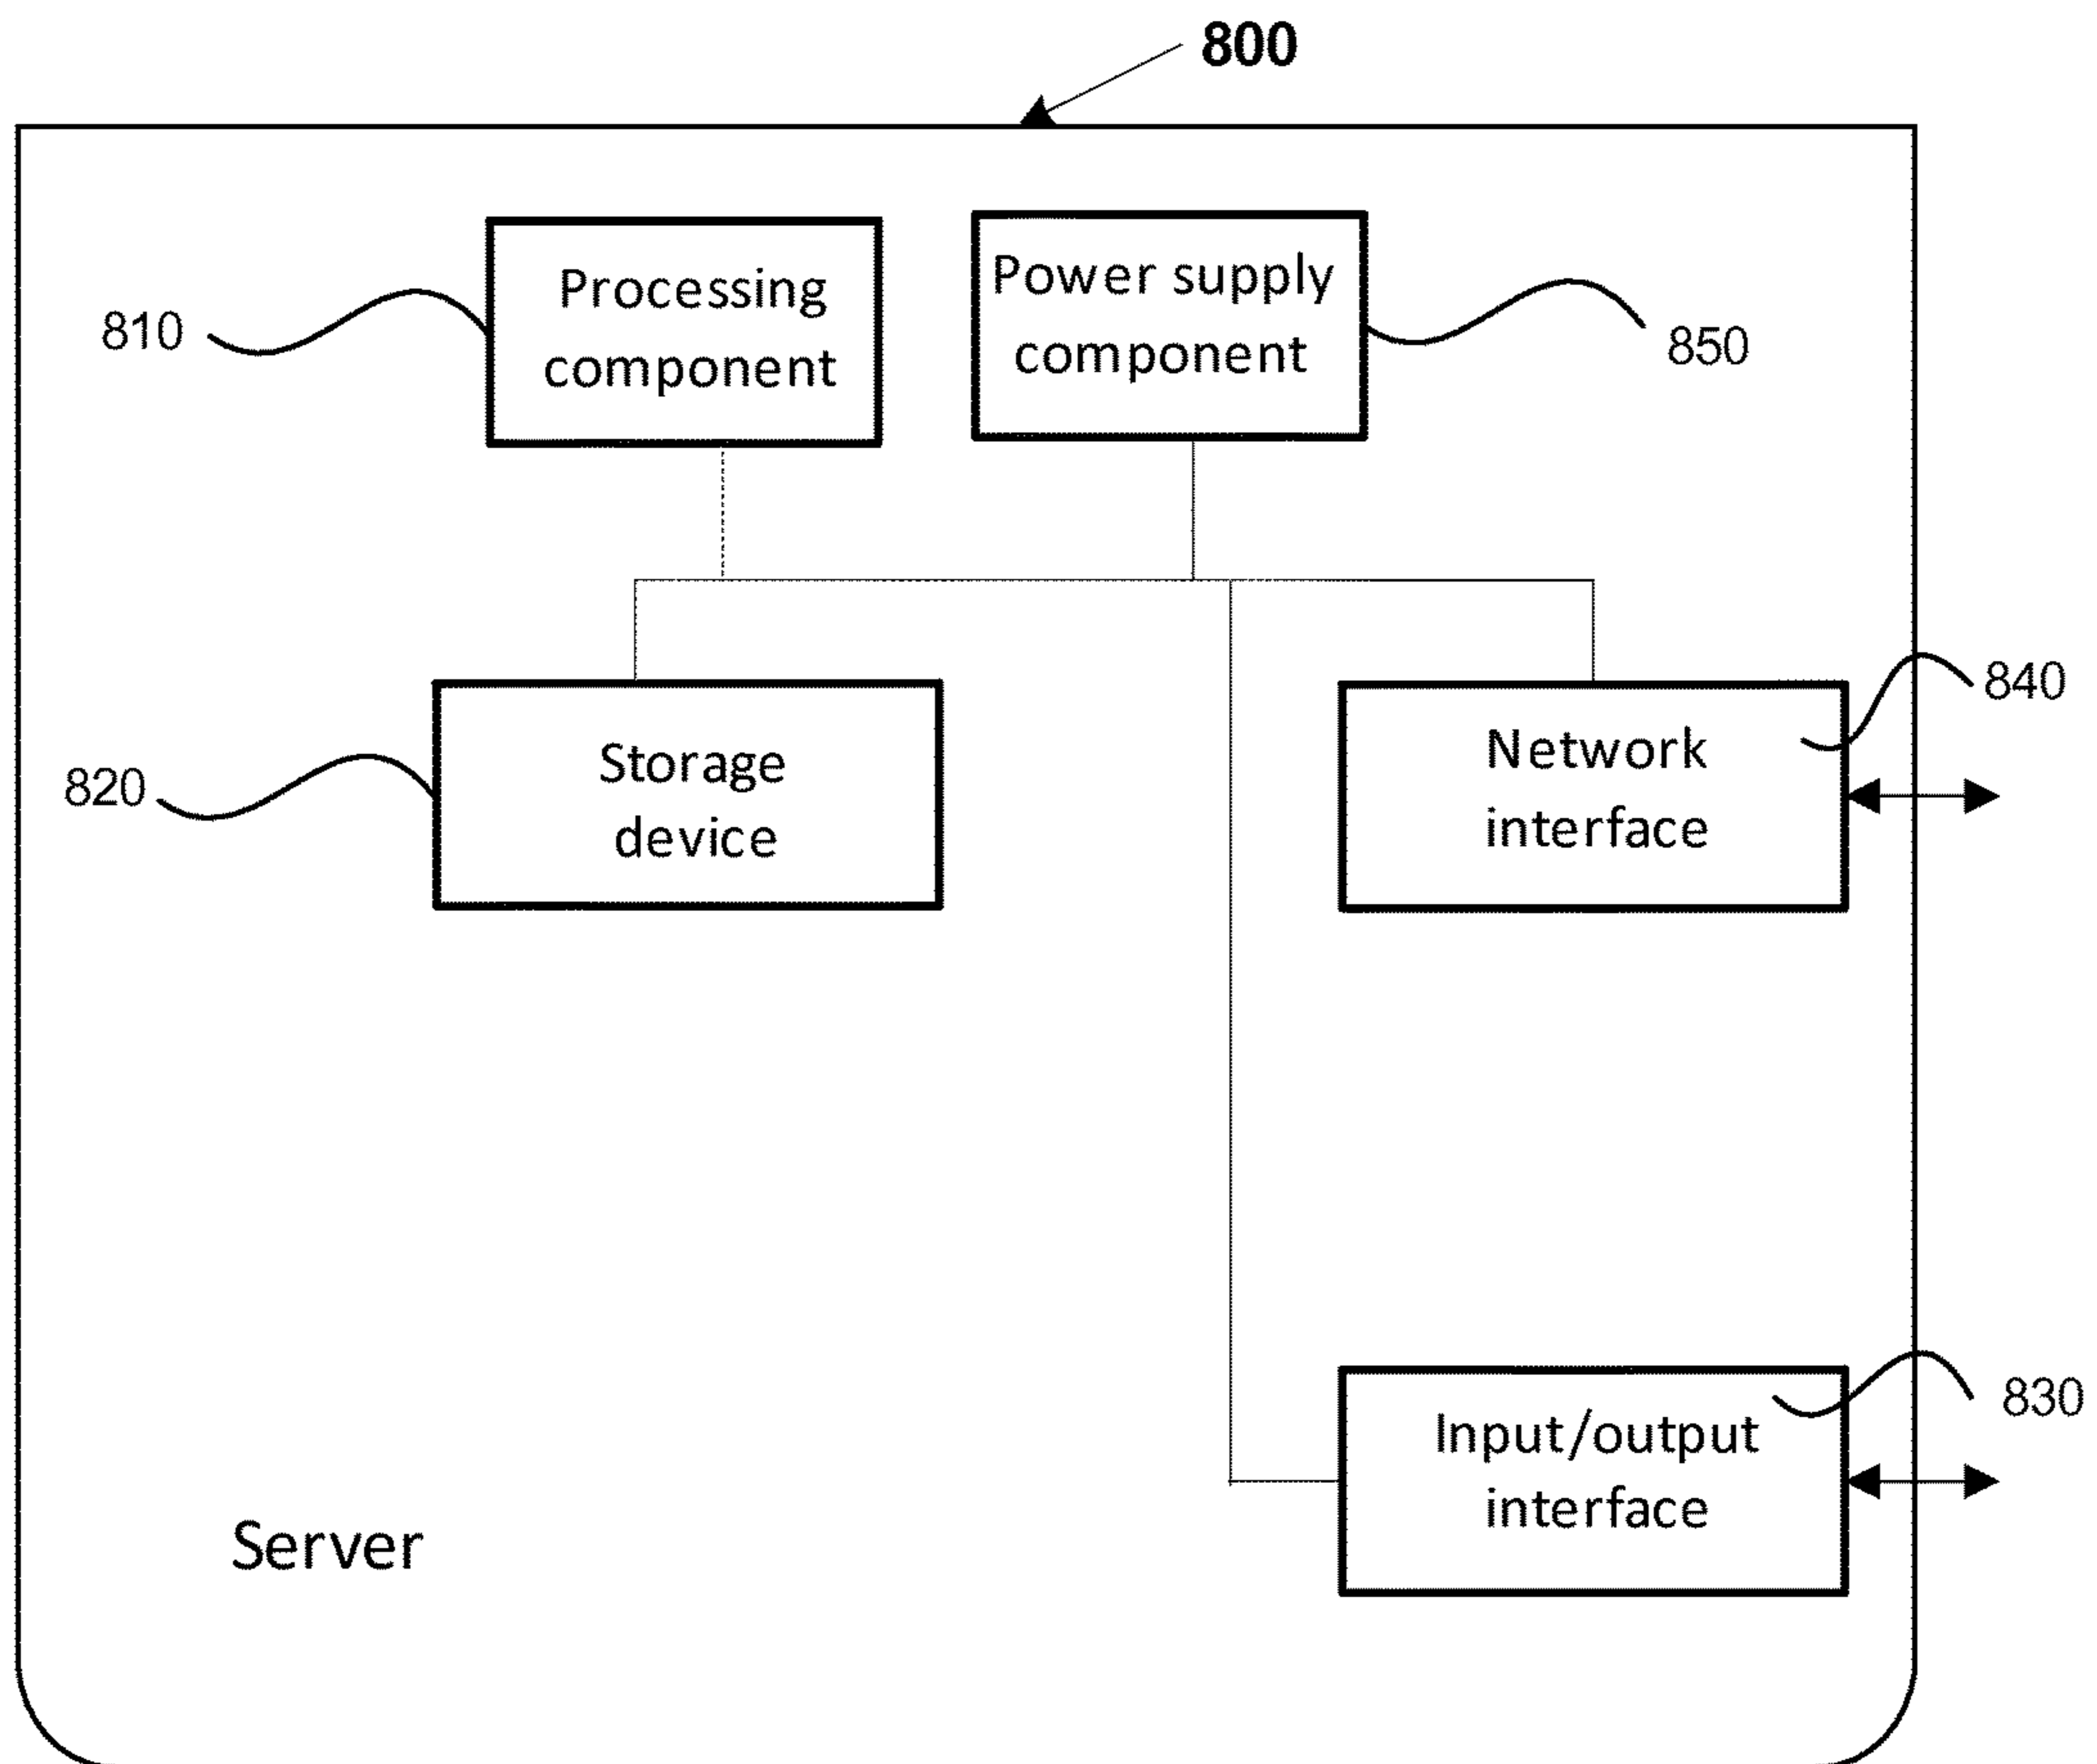 800
Processing
component
810
Power supply
component
850
Storage
device
820
Network
interface
840
Input/output
interface
830
Server